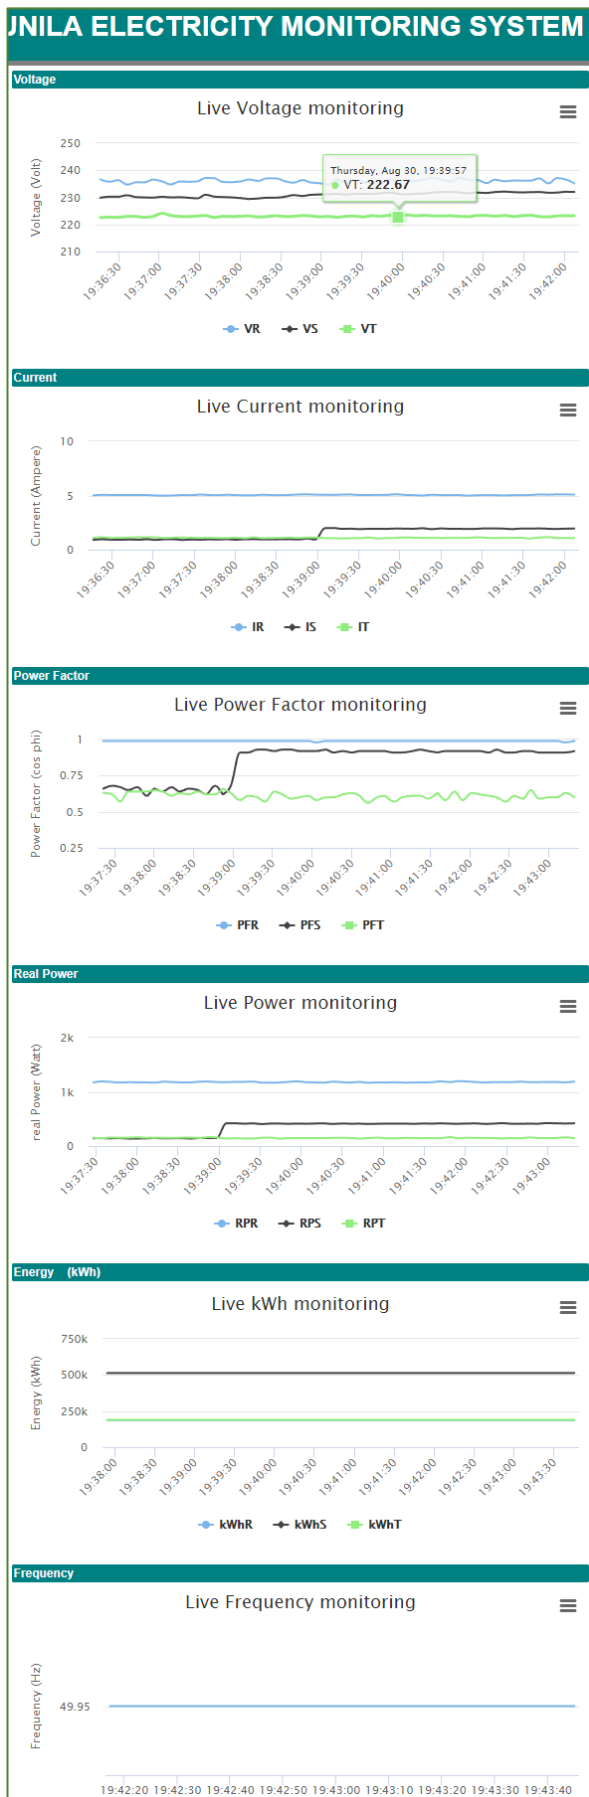 UNILA ELECTRICITY MONITORING SYSTEM
Voltage
Live Voltage monitoring
Voltage (Volt)
250
240
230
220
210
Thursday, Aug 30, 19:39:57
VT: 222.67
19:36:30 19:37:00 19:37:30 19:38:00 19:38:30 19:39:00 19:39:30 19:40:00 19:40:30 19:41:00 19:41:30 19:42:00
VR VS VT
Current
Live Current monitoring
Current (Ampere)
10
5
0
19:36:30 19:37:00 19:37:30 19:38:00 19:38:30 19:39:00 19:39:30 19:40:00 19:40:30 19:41:00 19:41:30 19:42:00
IR IS IT
Power Factor
Live Power Factor monitoring
Power Factor (cos phi)
1
0.75
0.5
0.25
19:37:30 19:38:00 19:38:30 19:39:00 19:39:30 19:40:00 19:40:30 19:41:00 19:41:30 19:42:00 19:42:30 19:43:00
PFR PFS PFT
Real Power
Live Power monitoring
real Power (Watt)
2k
1k
0
19:37:30 19:38:00 19:38:30 19:39:00 19:39:30 19:40:00 19:40:30 19:41:00 19:41:30 19:42:00 19:42:30 19:43:00
RPR RPS RPT
Energy (kWh)
Live kWh monitoring
Energy (kWh)
750k
500k
250k
0
19:38:00 19:38:30 19:39:00 19:39:30 19:40:00 19:40:30 19:41:00 19:41:30 19:42:00 19:42:30 19:43:00 19:43:30
kWhR kWhS kWhT
Frequency
Live Frequency monitoring
Frequency (Hz)
49.95
19:42:20 19:42:30 19:42:40 19:42:50 19:43:00 19:43:10 19:43:20 19:43:30 19:43:40